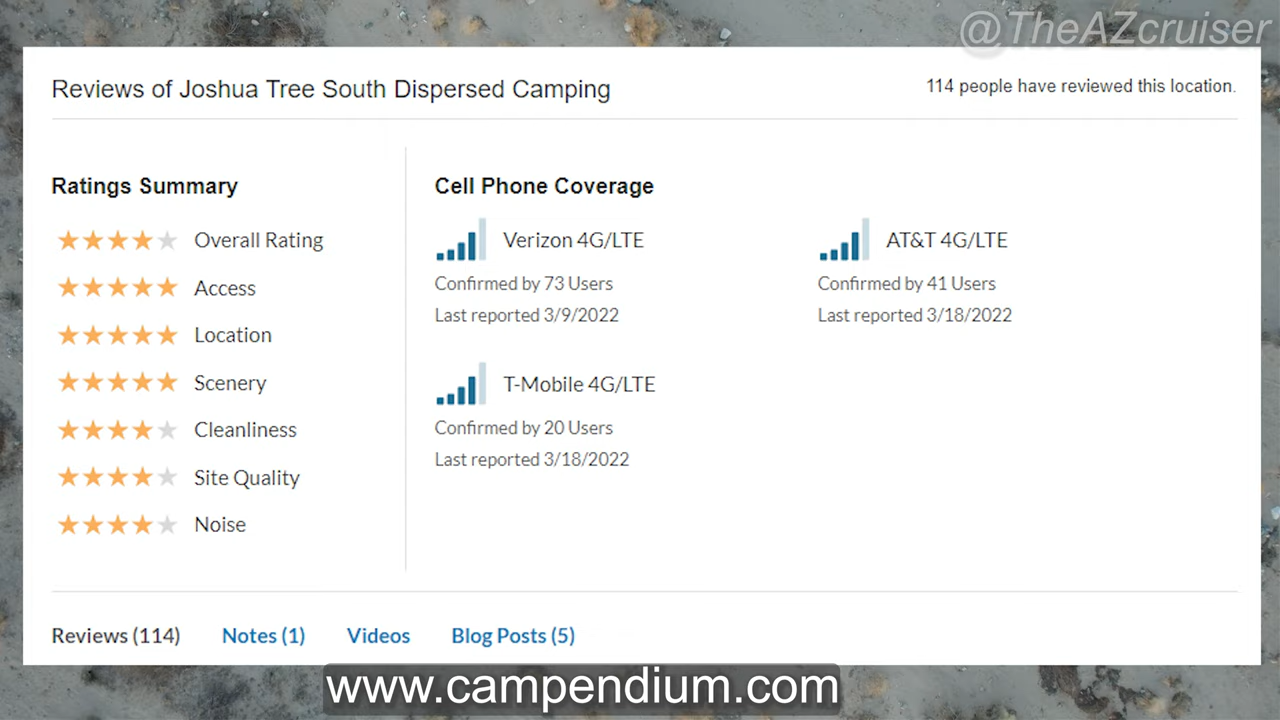 @TheAZcruiser
Reviews of Joshua Tree South Dispersed Camping
114 people have reviewed this location.
Ratings Summary
Overall Rating
Access
Location
Scenery
Cleanliness
Site Quality
Noise
Cell Phone Coverage
Verizon 4G/LTE
Confirmed by 73 Users
Last reported 3/9/2022
AT&T 4G/LTE
Confirmed by 41 Users
Last reported 3/18/2022
T-Mobile 4G/LTE
Confirmed by 20 Users
Last reported 3/18/2022
Reviews (114) Notes (1) Videos Blog Posts (5)
www.campendium.com